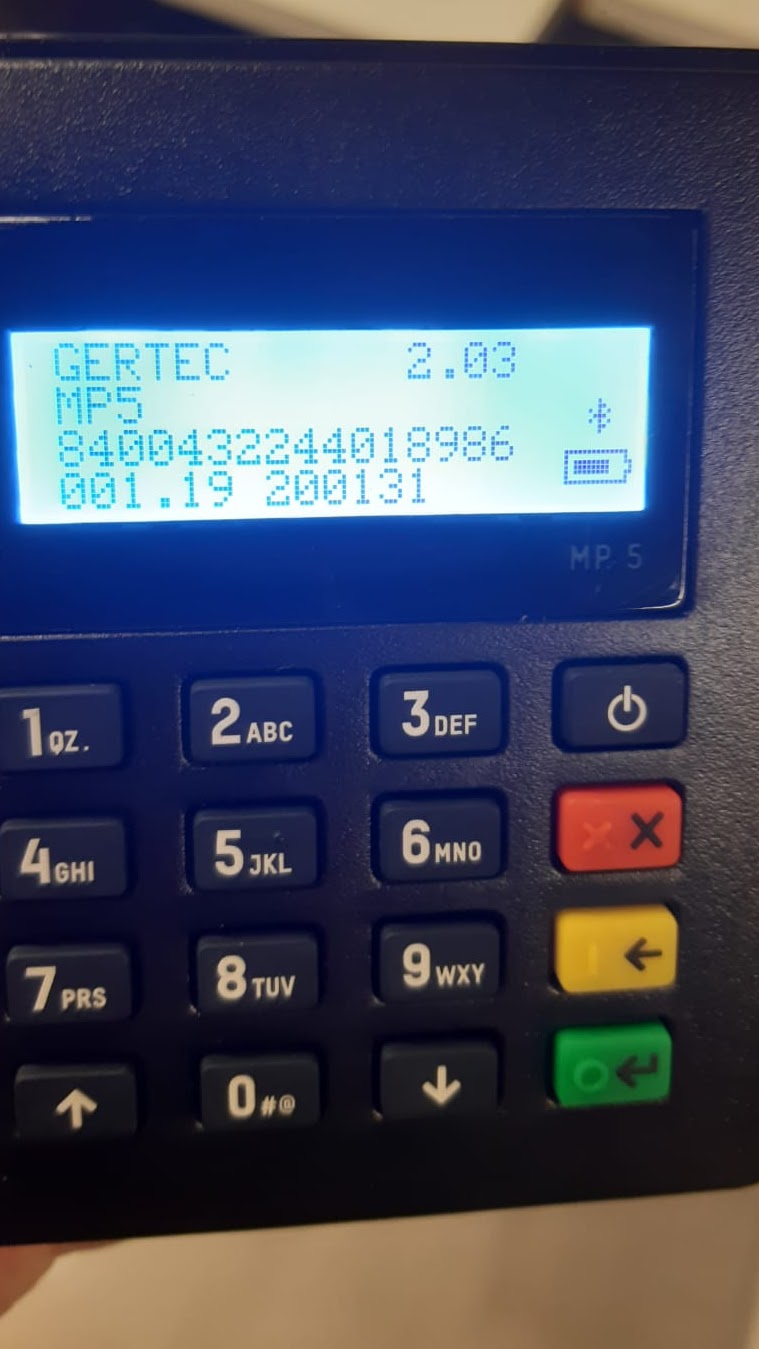 GERTEC 2.03
MP5
8400432244018986
001.19 200131
MP 5
1QZ. 2ABC 3DEF
4GHI 5JKL 6MNO X
7PRS 8TUV 9WXY ←
↑ 0#@ ↓ ↵